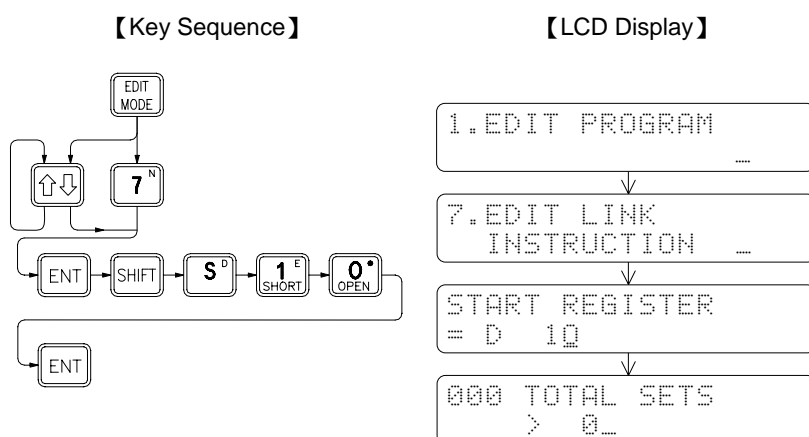 【Key Sequence】
【LCD Display】
EDIT
MODE
7 N
ENT
SHIFT
S D
1 E
SHORT
0 •
OPEN
ENT
1.EDIT PROGRAM
_
7.EDIT LINK
INSTRUCTION _
START REGISTER
= D 10
000 TOTAL SETS
> 0_